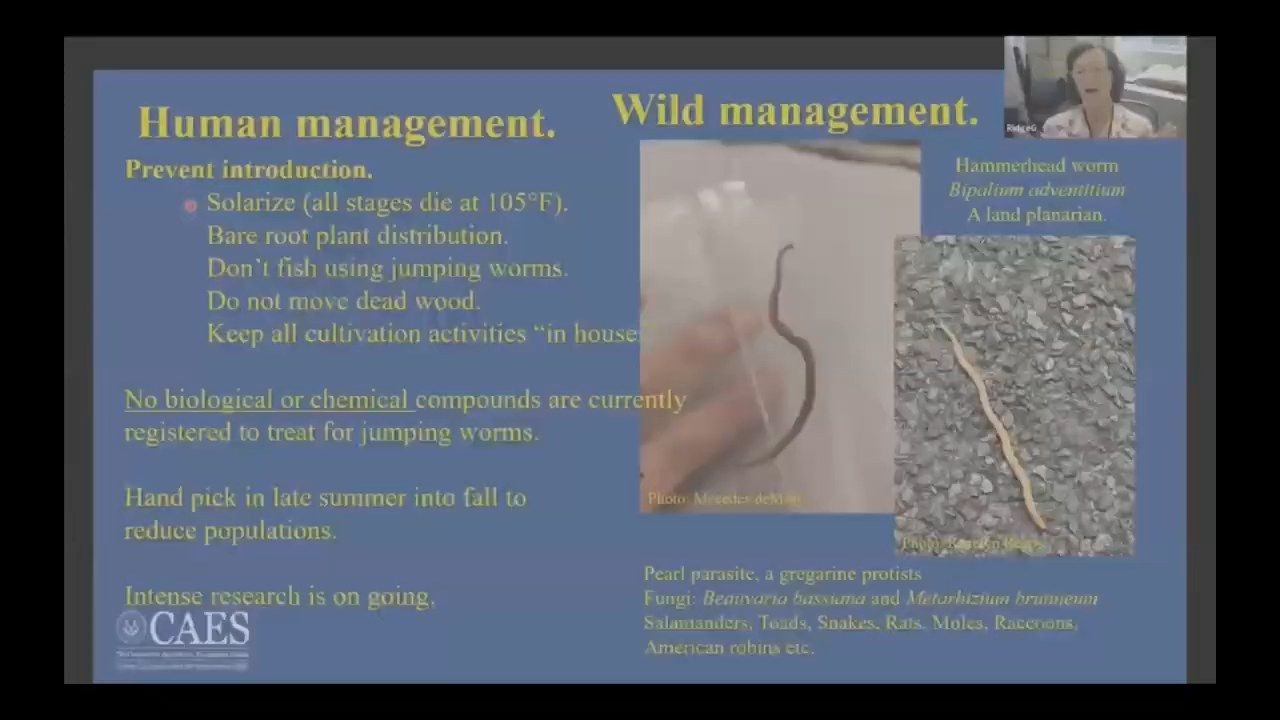 Human management.
Prevent introduction.
Solarize (all stages die at 105°F).
Bare root plant distribution.
Don't fish using jumping worms.
Do not move dead wood.
Keep all cultivation activities “in house
No biological or chemical compounds are currently
registered to treat for jumping worms.
Hand pick in late summer into fall to
reduce populations.
Intense research is on going.
CAES
Wild management.
RidgeG
Hammerhead worm
Bipalium adventitium
A land planarian.
Photo:
Photo:
Pearl parasite, a gregarine protists
Fungi: Beauvaria bassiana and Metarhizium brunneum
Salamanders, Toads, Snakes, Rats. Moles, Raccoons,
American robins etc.